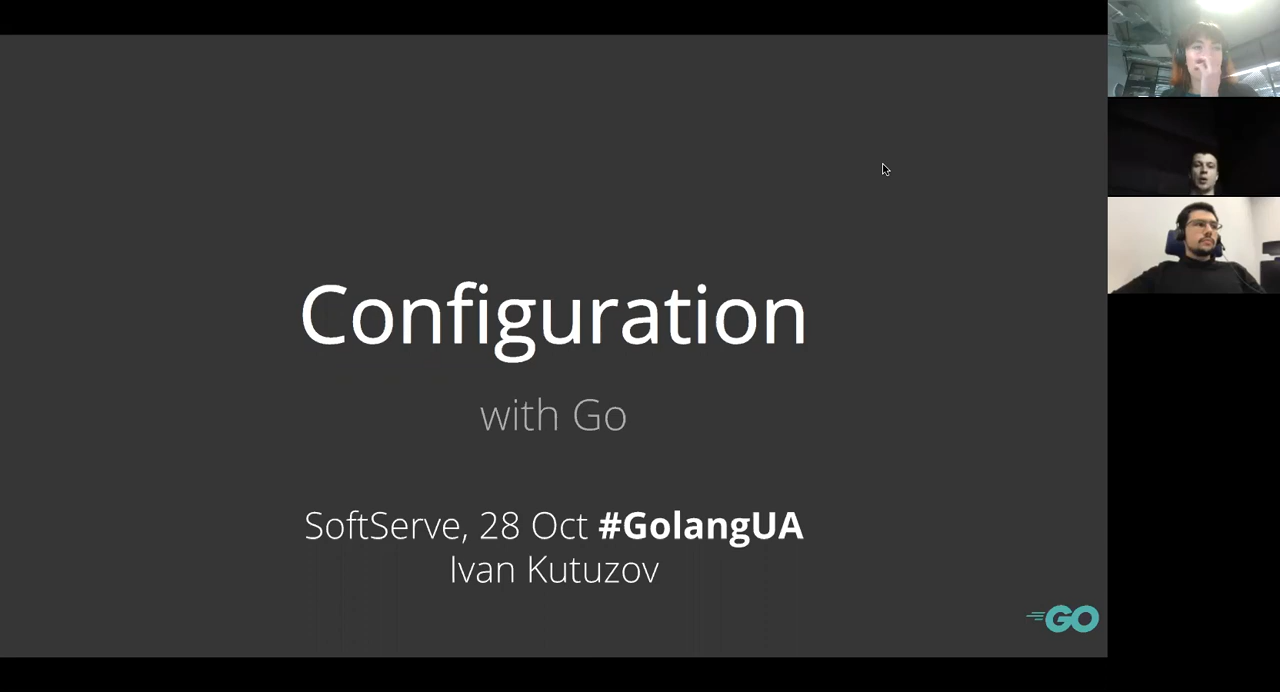 Configuration
with Go
SoftServe, 28 Oct #GolangUA
Ivan Kutuzov
GO